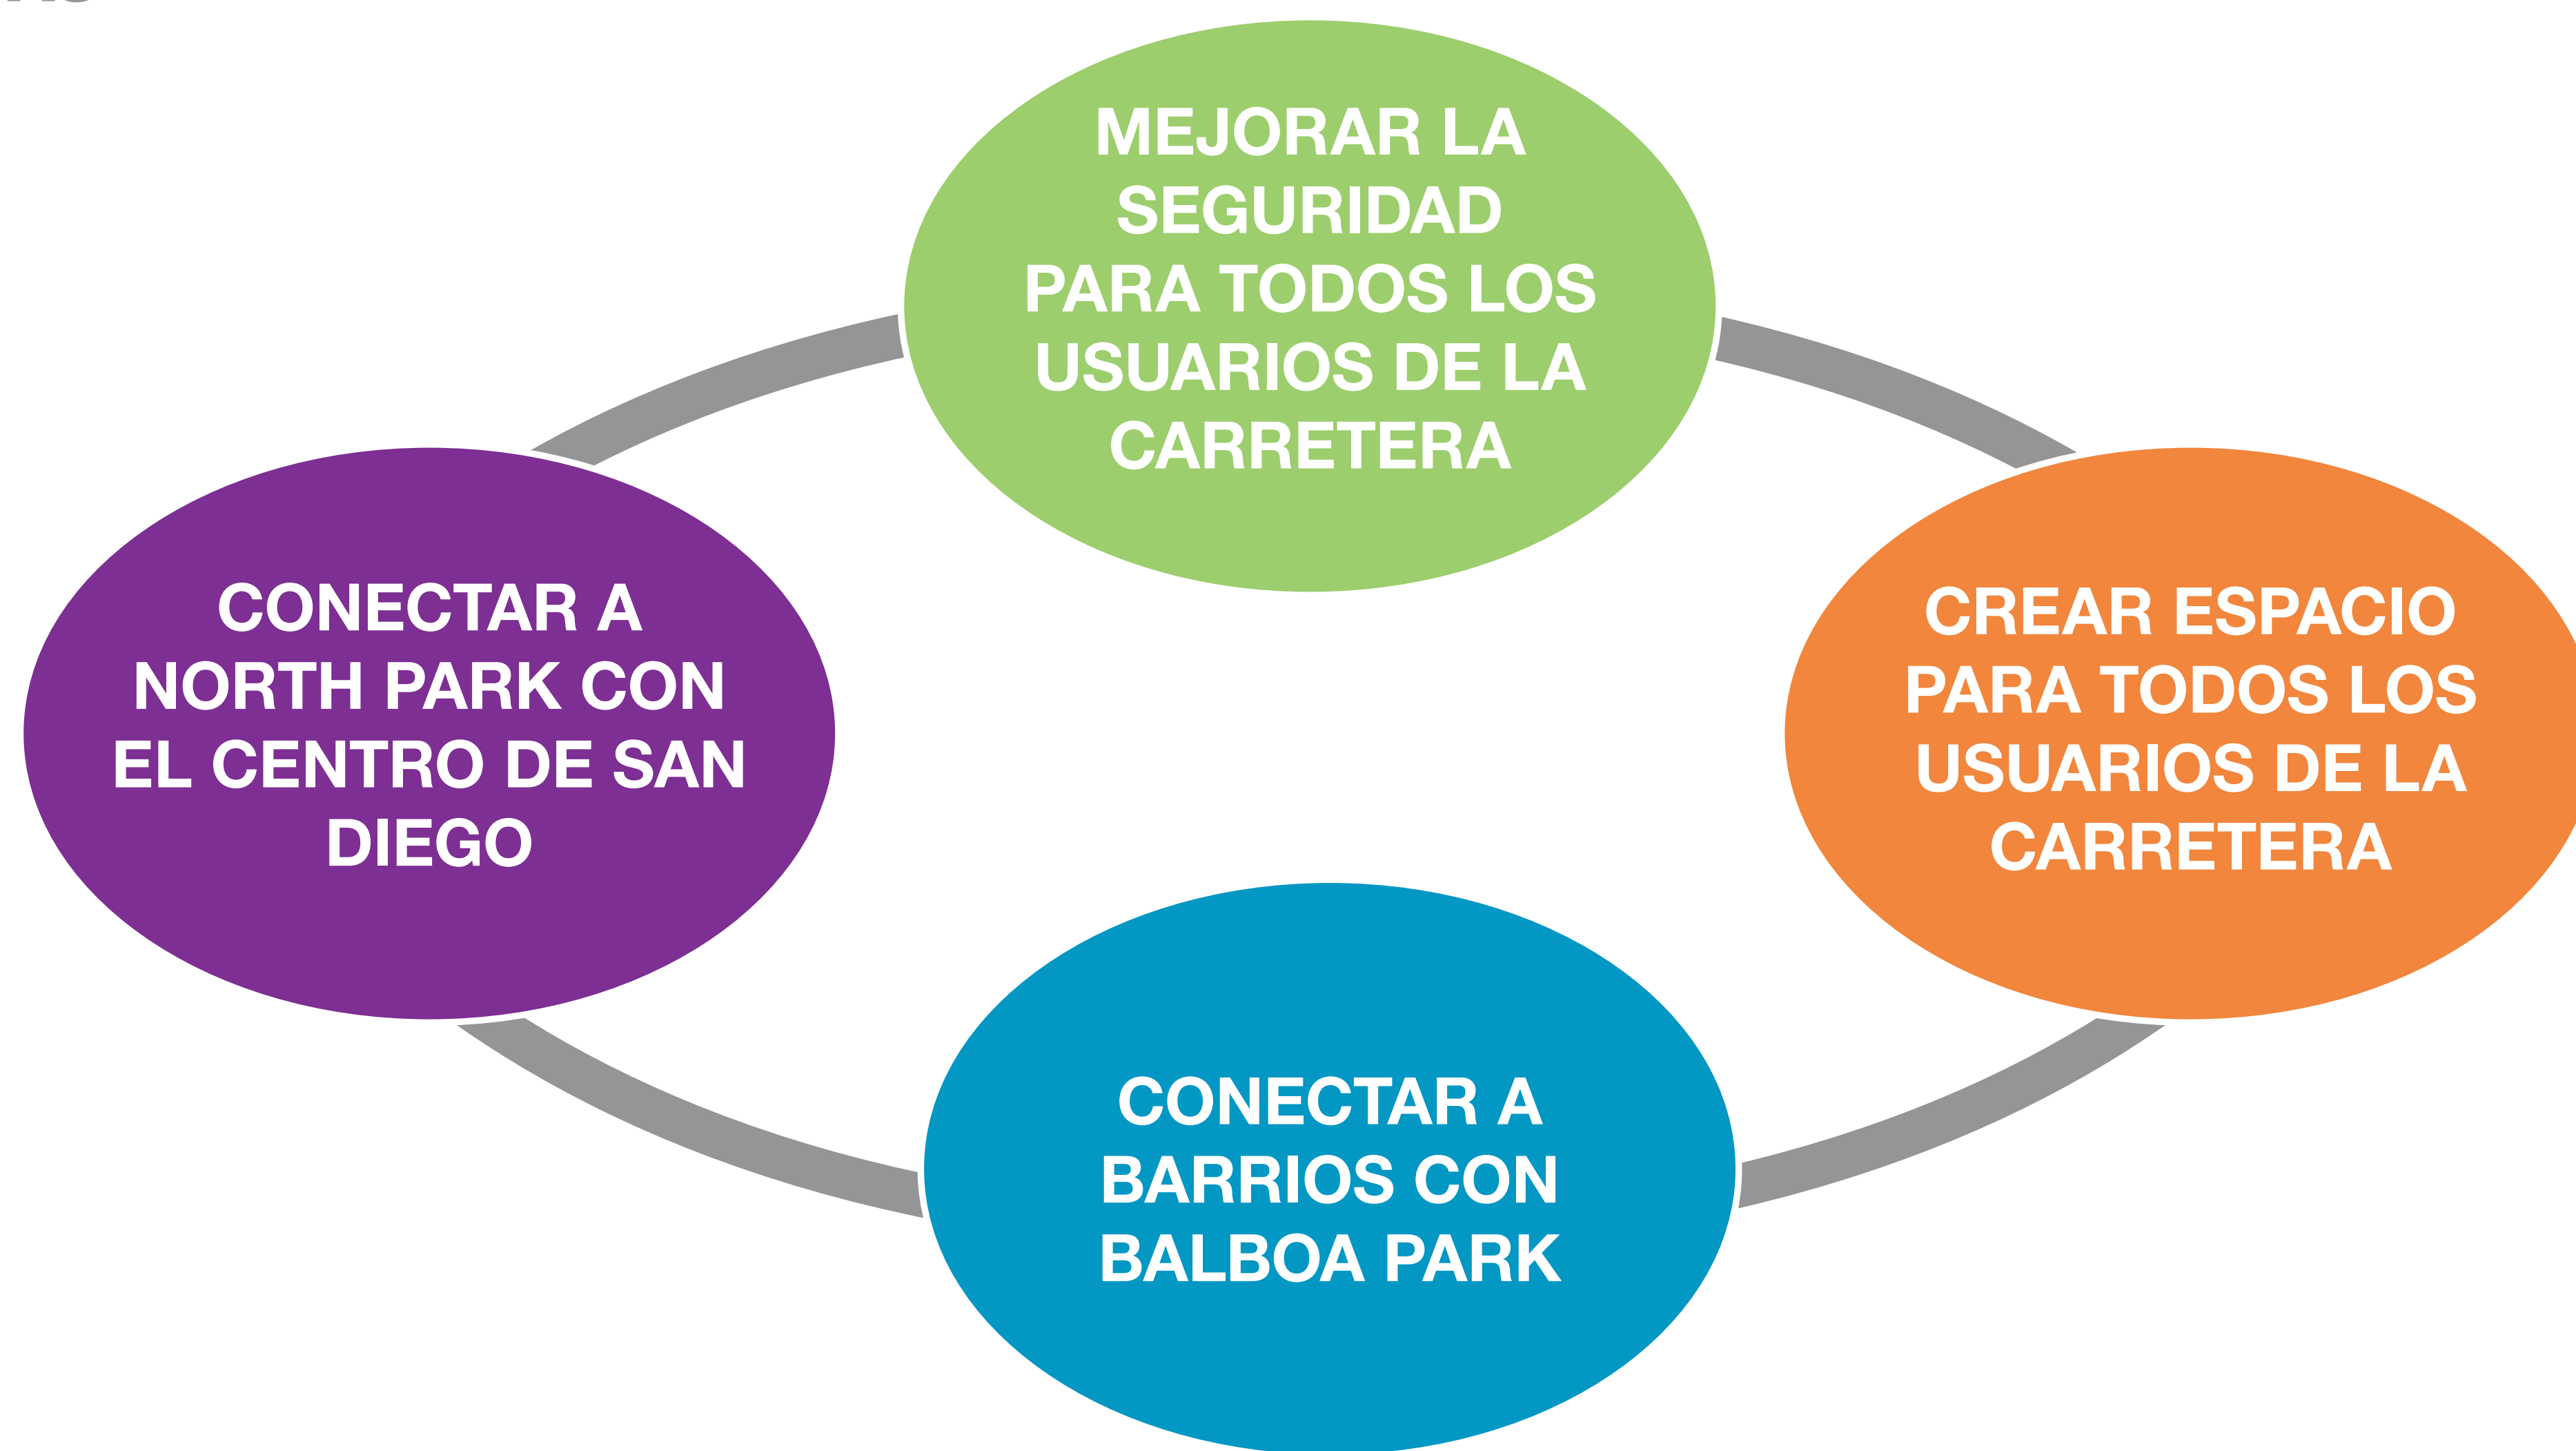 MEJORAR LA
SEGURIDAD
PARA TODOS LOS
USUARIOS DE LA
CARRETERA
CONECTAR A
NORTH PARK CON
EL CENTRO DE SAN
DIEGO
CREAR ESPACIO
PARA TODOS LOS
USUARIOS DE LA
CARRETERA
CONECTAR A
BARRIOS CON
BALBOA PARK